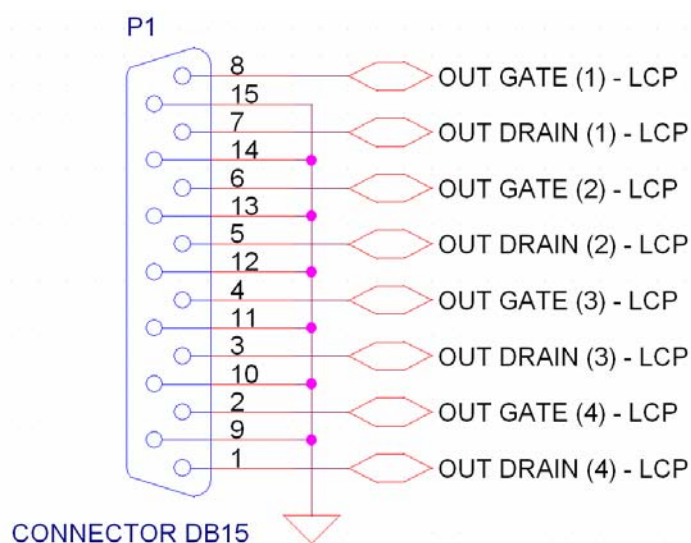 P1
8 OUT GATE (1) - LCP
15
7 OUT DRAIN (1) - LCP
14
6 OUT GATE (2) - LCP
13
5 OUT DRAIN (2) - LCP
12
4 OUT GATE (3) - LCP
11
3 OUT DRAIN (3) - LCP
10
2 OUT GATE (4) - LCP
9
1 OUT DRAIN (4) - LCP
CONNECTOR DB15